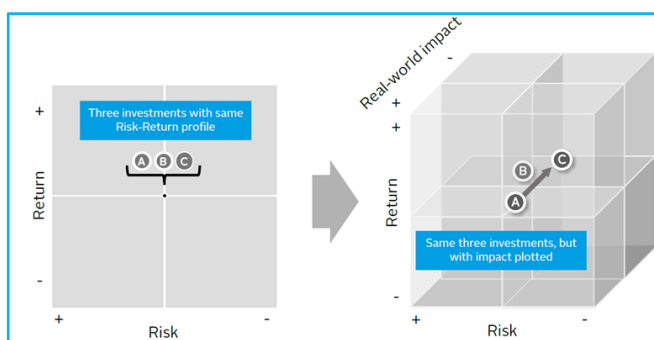 Three investments with same
Risk-Return profile
A B C
+
Return
-
+
Risk
-
Real-world impact
-
+
+
Return
-
B
C
A
Same three investments, but
with impact plotted
+
Risk
-